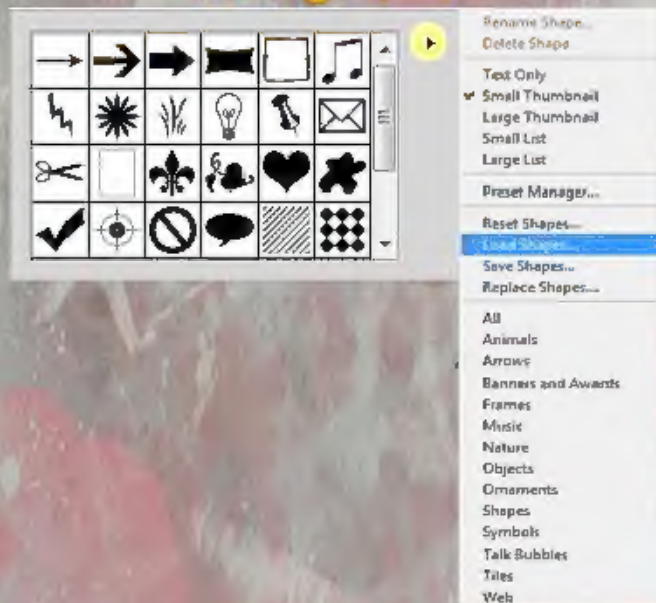 Rename Shape...
Delete Shape
Text Only
Small Thumbnail
Large Thumbnail
Small List
Large List
Preset Manager...
Reset Shapes...
Load Shapes...
Save Shapes...
Replace Shapes...
All
Animals
Arrows
Banners and Awards
Frames
Music
Nature
Objects
Ornaments
Shapes
Symbols
Talk Bubbles
Tiles
Web